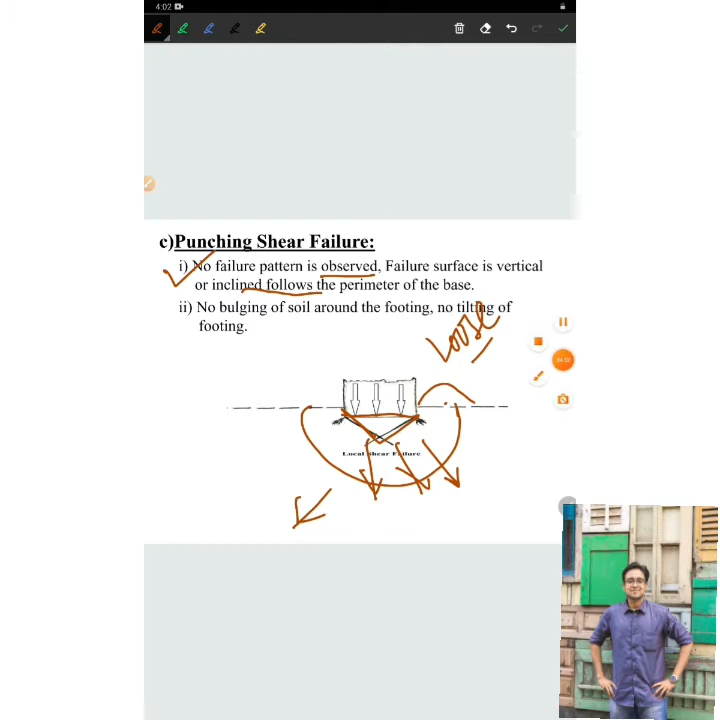 4:02
c)Punching Shear Failure:
i) No failure pattern is observed, Failure surface is vertical
or inclined follows the perimeter of the base.
ii) No bulging of soil around the footing, no tilting of
footing.
Loose
Local Shear Failure